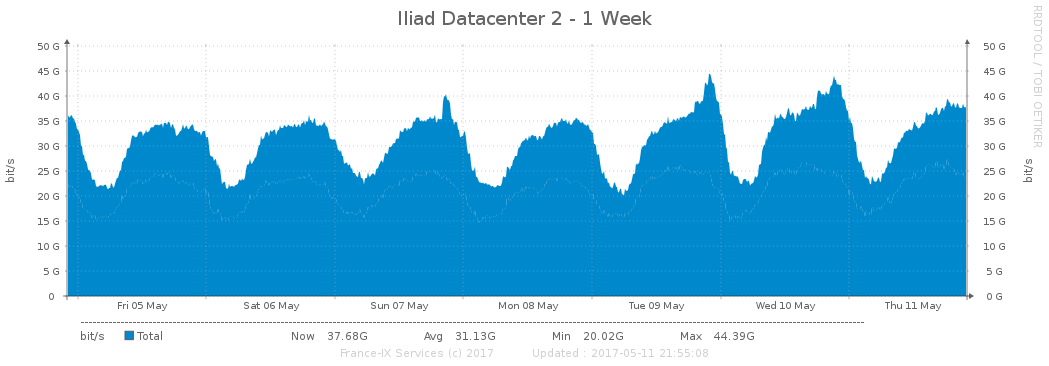 Iliad Datacenter 2 - 1 Week
RRDTOOL / TOBI OETIKER
50 G 50 G
45 G 45 G
40 G 40 G
35 G 35 G
30 G 30 G
25 G 25 G
20 G 20 G
15 G 15 G
10 G 10 G
5 G 5 G
0 0 G
bit/s bit/s
Fri 05 May Sat 06 May Sun 07 May Mon 08 May Tue 09 May Wed 10 May Thu 11 May
bit/s Total Now 37.68G Avg 31.13G Min 20.02G Max 44.39G
France-IX Services (c) 2017 Updated : 2017-05-11 21:55:08